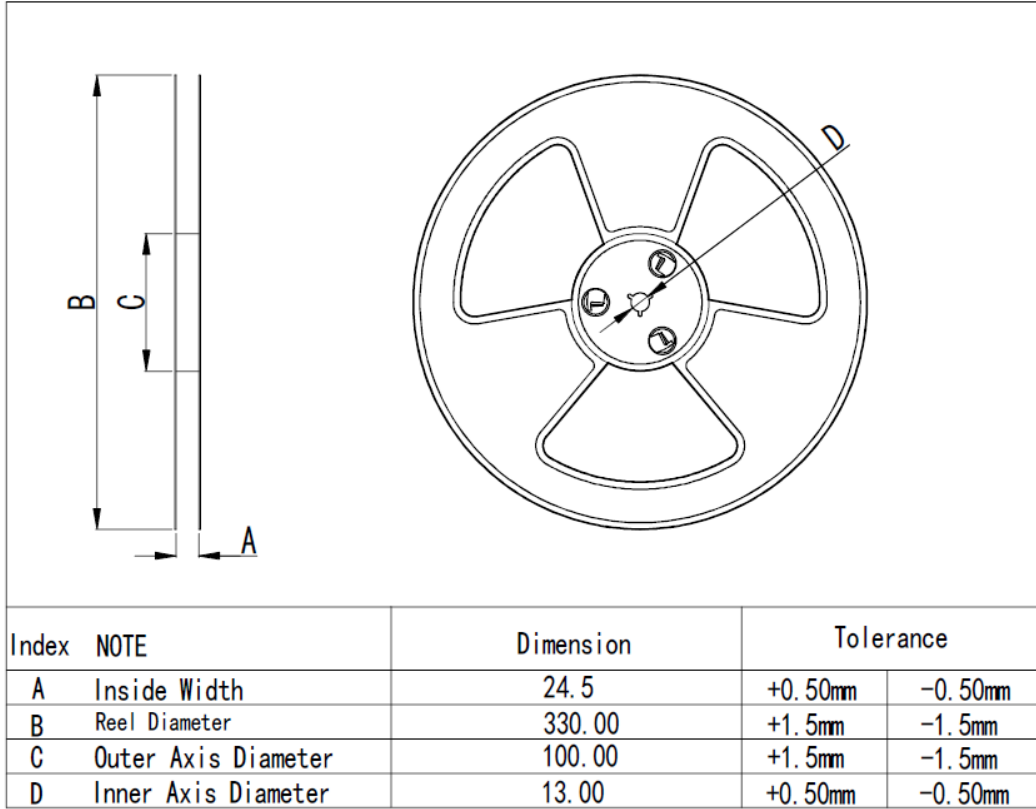 D
B
C
A
Index NOTE Dimension Tolerance
A Inside Width 24.5 +0.50mm -0.50mm
B Reel Diameter 330.00 +1.5mm -1.5mm
C Outer Axis Diameter 100.00 +1.5mm -1.5mm
D Inner Axis Diameter 13.00 +0.50mm -0.50mm